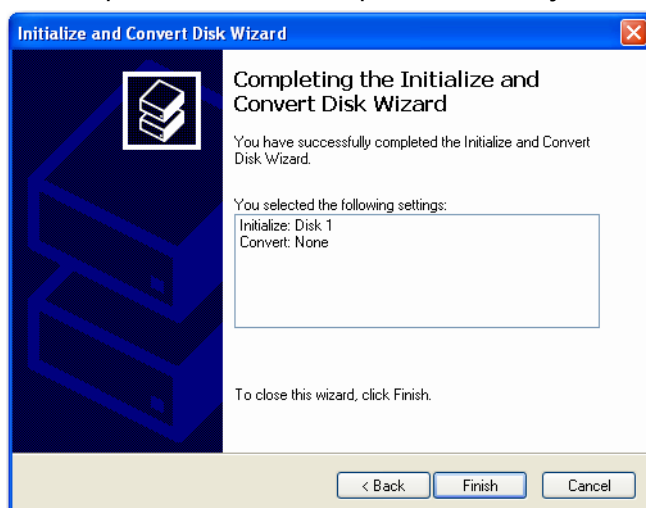 Initialize and Convert Disk Wizard
Completing the Initialize and
Convert Disk Wizard
You have successfully completed the Initialize and Convert
Disk Wizard.
You selected the following settings:
Initialize: Disk 1
Convert: None
To close this wizard, click Finish.
< Back Finish Cancel